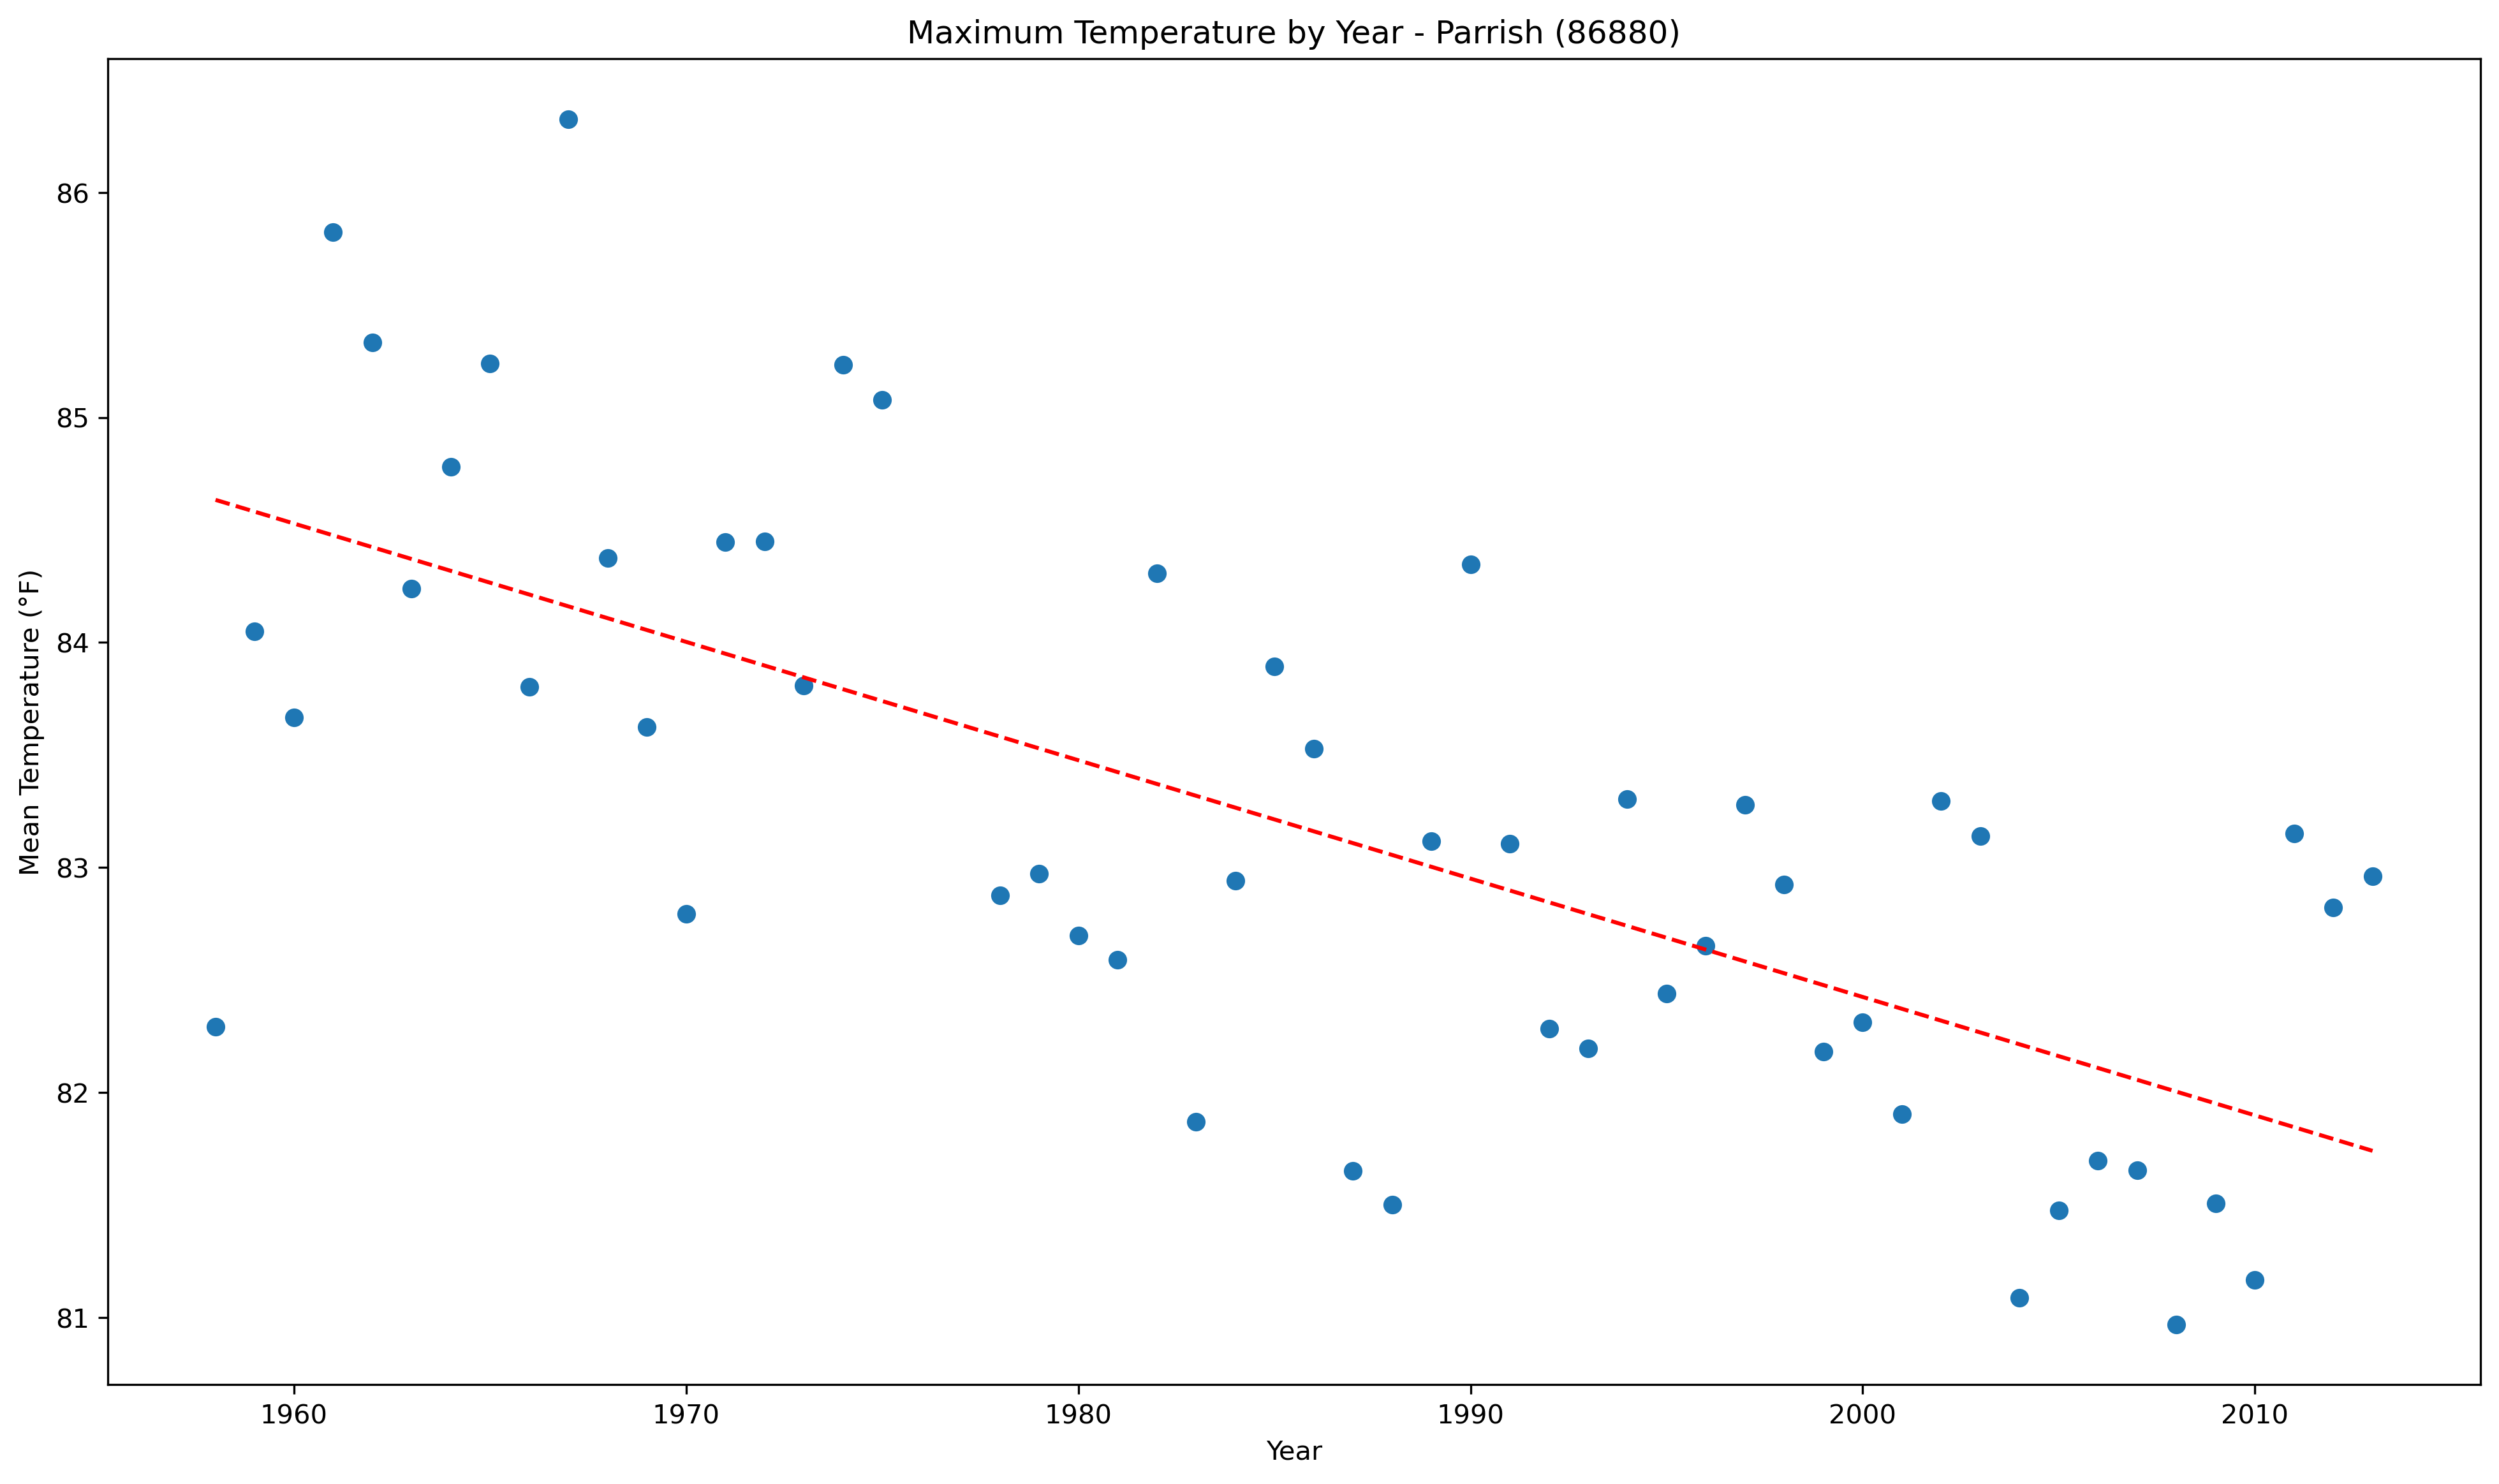 Maximum Temperature by Year - Parrish (86880)
Mean Temperature (°F)
86
85
84
83
82
81
1960 1970 1980 1990 2000 2010
Year